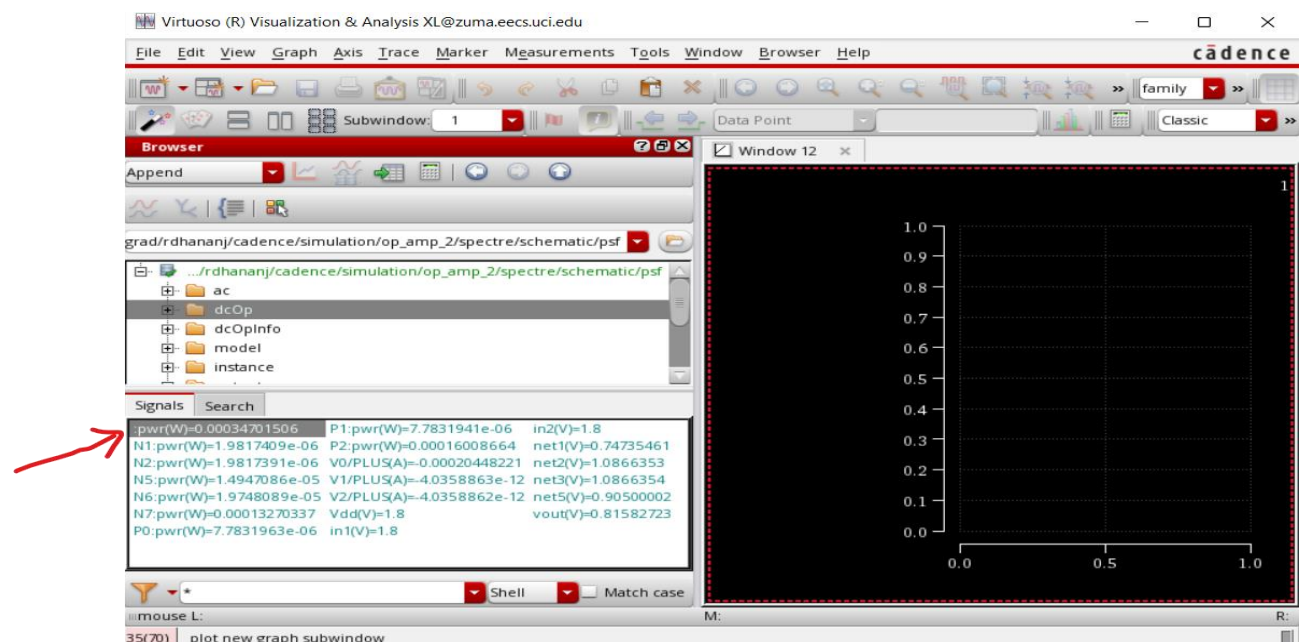 Virtuoso (R) Visualization & Analysis XL@zuma.eecs.uci.edu
File Edit View Graph Axis Trace Marker Measurements Tools Window Browser Help cādence
» family »
Subwindow: 1 Data Point Classic »
Browser
Window 12
Append
1
grad/rdhananj/cadence/simulation/op_amp_2/spectre/schematic/psf
.../rdhananj/cadence/simulation/op_amp_2/spectre/schematic/psf
ac
dcOp
dcOpInfo
model
instance
Signals Search
:pwr(W)=0.00034701506 P1:pwr(W)=7.7831941e-06 in2(V)=1.8
N1:pwr(W)=1.9817409e-06 P2:pwr(W)=0.00016008664 net1(V)=0.74735461
N2:pwr(W)=1.9817391e-06 V0/PLUS(A)=-0.00020448221 net2(V)=1.0866353
N5:pwr(W)=1.4947086e-05 V1/PLUS(A)=-4.0358863e-12 net3(V)=1.0866354
N6:pwr(W)=1.9748089e-05 V2/PLUS(A)=-4.0358862e-12 net5(V)=0.90500002
N7:pwr(W)=0.00013270337 Vdd(V)=1.8 vout(V)=0.81582723
P0:pwr(W)=7.7831963e-06 in1(V)=1.8
1.0
0.9
0.8
0.7
0.6
0.5
0.4
0.3
0.2
0.1
0.0
0.0 0.5 1.0
* Shell Match case
mouse L: M: R:
35(70) plot new graph subwindow